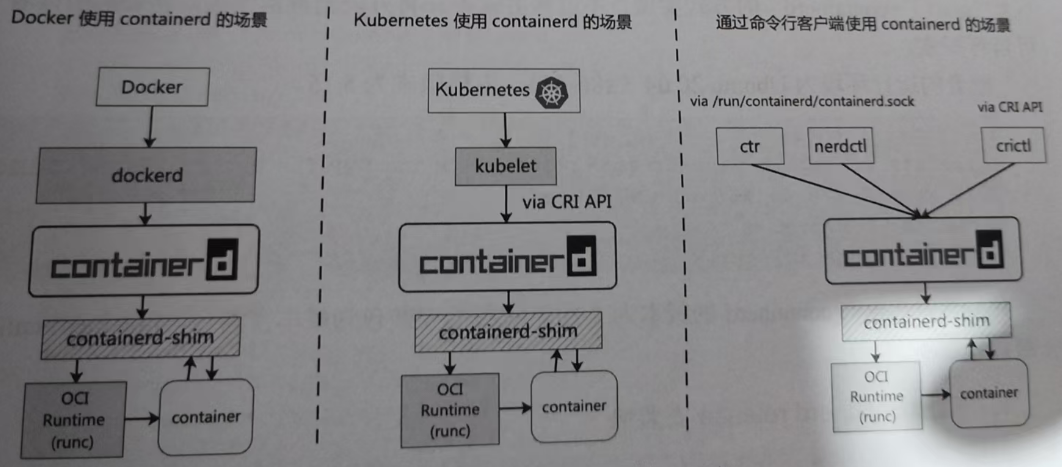 Docker 使用 containerd 的场景
Docker
dockerd
containerd
containerd-shim
OCI
Runtime
(runc)
container
Kubernetes 使用 containerd 的场景
Kubernetes
kubelet
via CRI API
containerd
containerd-shim
OCI
Runtime
(runc)
container
通过命令行客户端使用 containerd 的场景
via /run/containerd/containerd.sock
via CRI API
ctr
nerdctl
crictl
containerd
containerd-shim
OCI
Runtime
(runc)
container